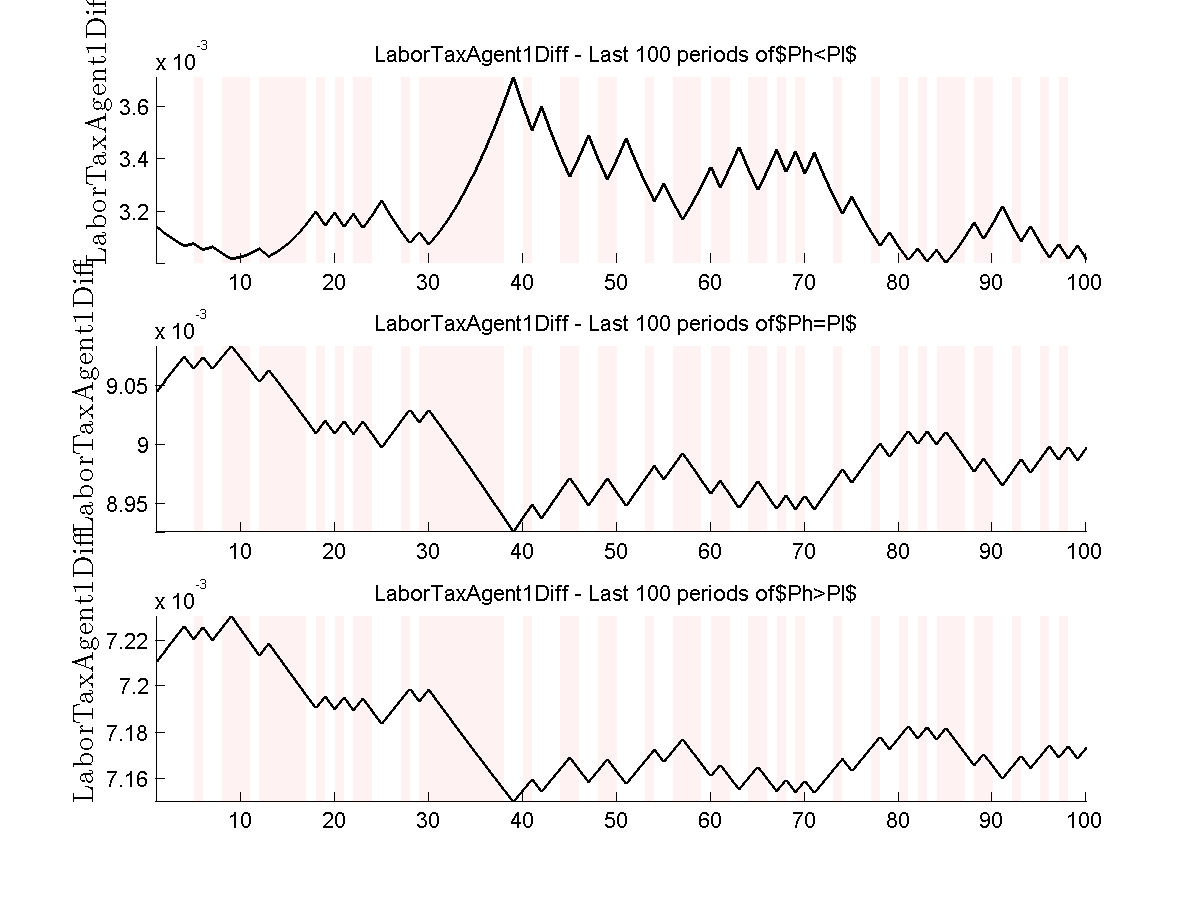 LaborTaxAgent1Diff - Last 100 periods of$Ph<Pl$
x 10-3
LaborTaxAgent1Diff
3.6
3.4
3.2
10 20 30 40 50 60 70 80 90 100
LaborTaxAgent1Diff - Last 100 periods of$Ph=Pl$
x 10-3
LaborTaxAgent1Diff
9.05
9
8.95
10 20 30 40 50 60 70 80 90 100
LaborTaxAgent1Diff - Last 100 periods of$Ph>Pl$
x 10-3
LaborTaxAgent1Diff
7.22
7.2
7.18
7.16
10 20 30 40 50 60 70 80 90 100